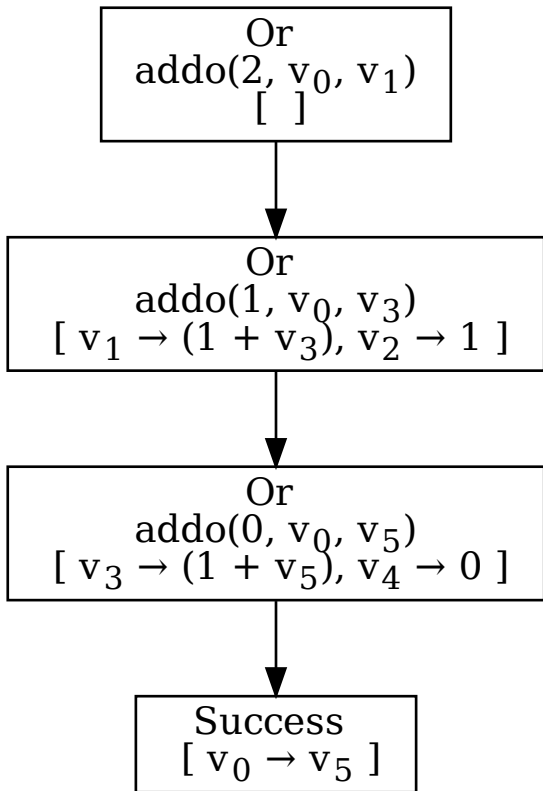 Or
addo(2, v₀, v₁)
[ ]
Or
addo(1, v₀, v₃)
[ v₁ → (1 + v₃), v₂ → 1 ]
Or
addo(0, v₀, v₅)
[ v₃ → (1 + v₅), v₄ → 0 ]
Success
[ v₀ → v₅ ]